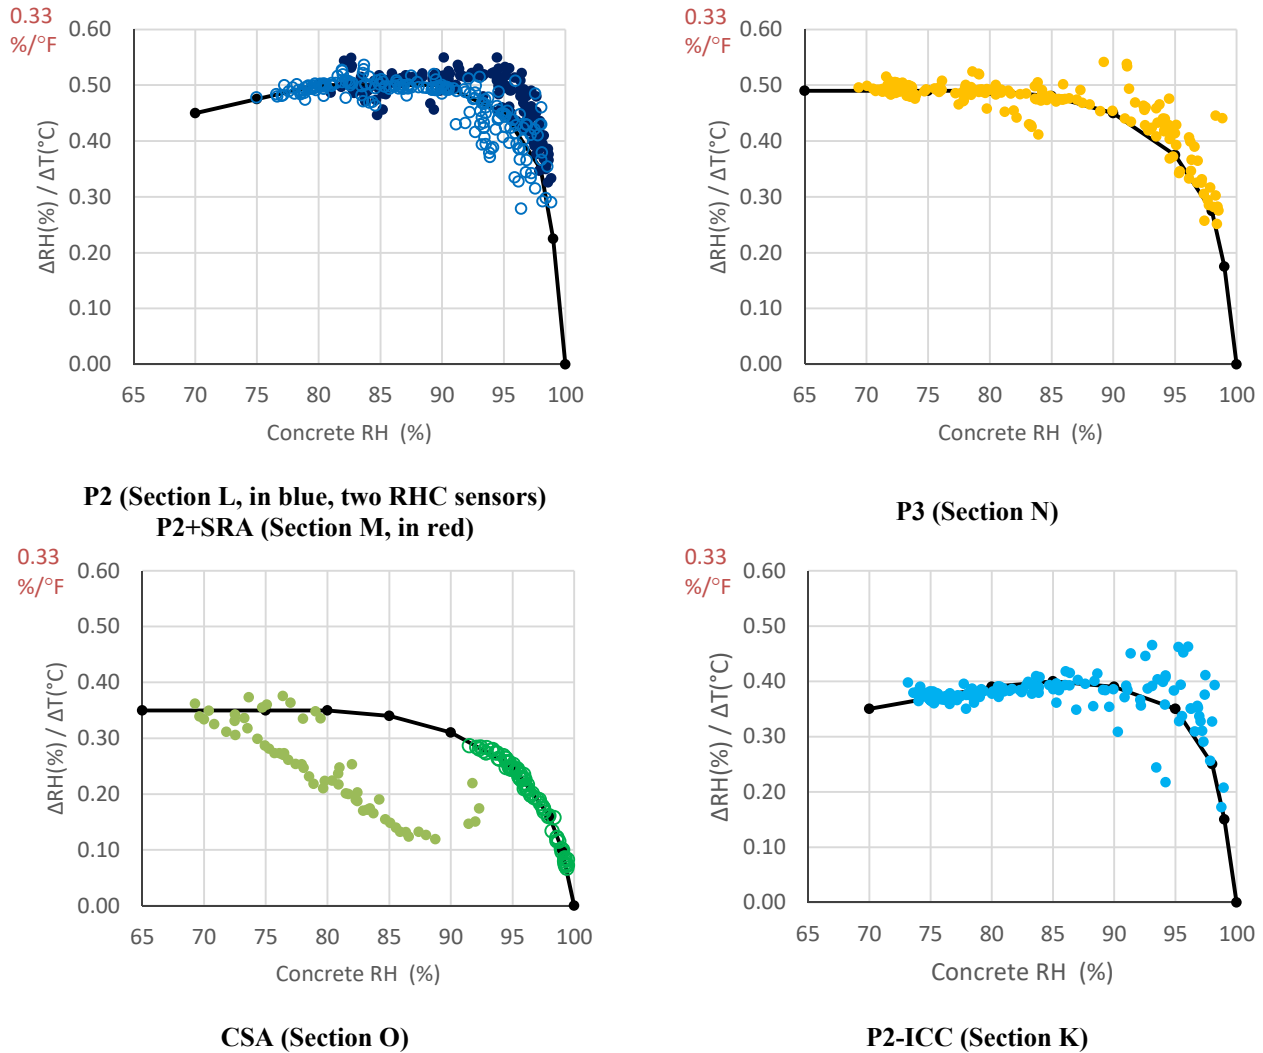 0.33
%/°F
0.60
0.50
0.40
0.30
0.20
0.10
0.00
ΔRH(%) / ΔT(°C)
65 70 75 80 85 90 95 100
Concrete RH (%)
P2 (Section L, in blue, two RHC sensors)
P2+SRA (Section M, in red)
0.33
%/°F
0.60
0.50
0.40
0.30
0.20
0.10
0.00
ΔRH(%) / ΔT(°C)
65 70 75 80 85 90 95 100
Concrete RH (%)
P3 (Section N)
0.33
%/°F
0.60
0.50
0.40
0.30
0.20
0.10
0.00
ΔRH(%) / ΔT(°C)
65 70 75 80 85 90 95 100
Concrete RH (%)
CSA (Section O)
0.33
%/°F
0.60
0.50
0.40
0.30
0.20
0.10
0.00
ΔRH(%) / ΔT(°C)
65 70 75 80 85 90 95 100
Concrete RH (%)
P2-ICC (Section K)